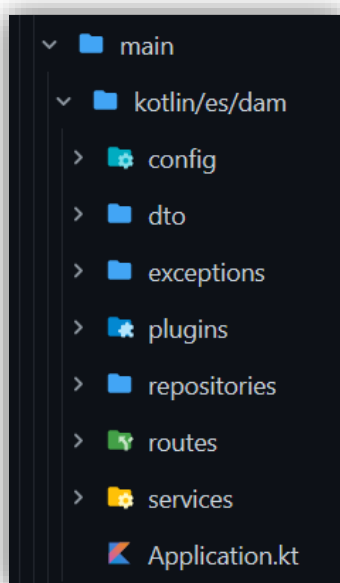 main
kotlin/es/dam
config
dto
exceptions
plugins
repositories
routes
services
Application.kt